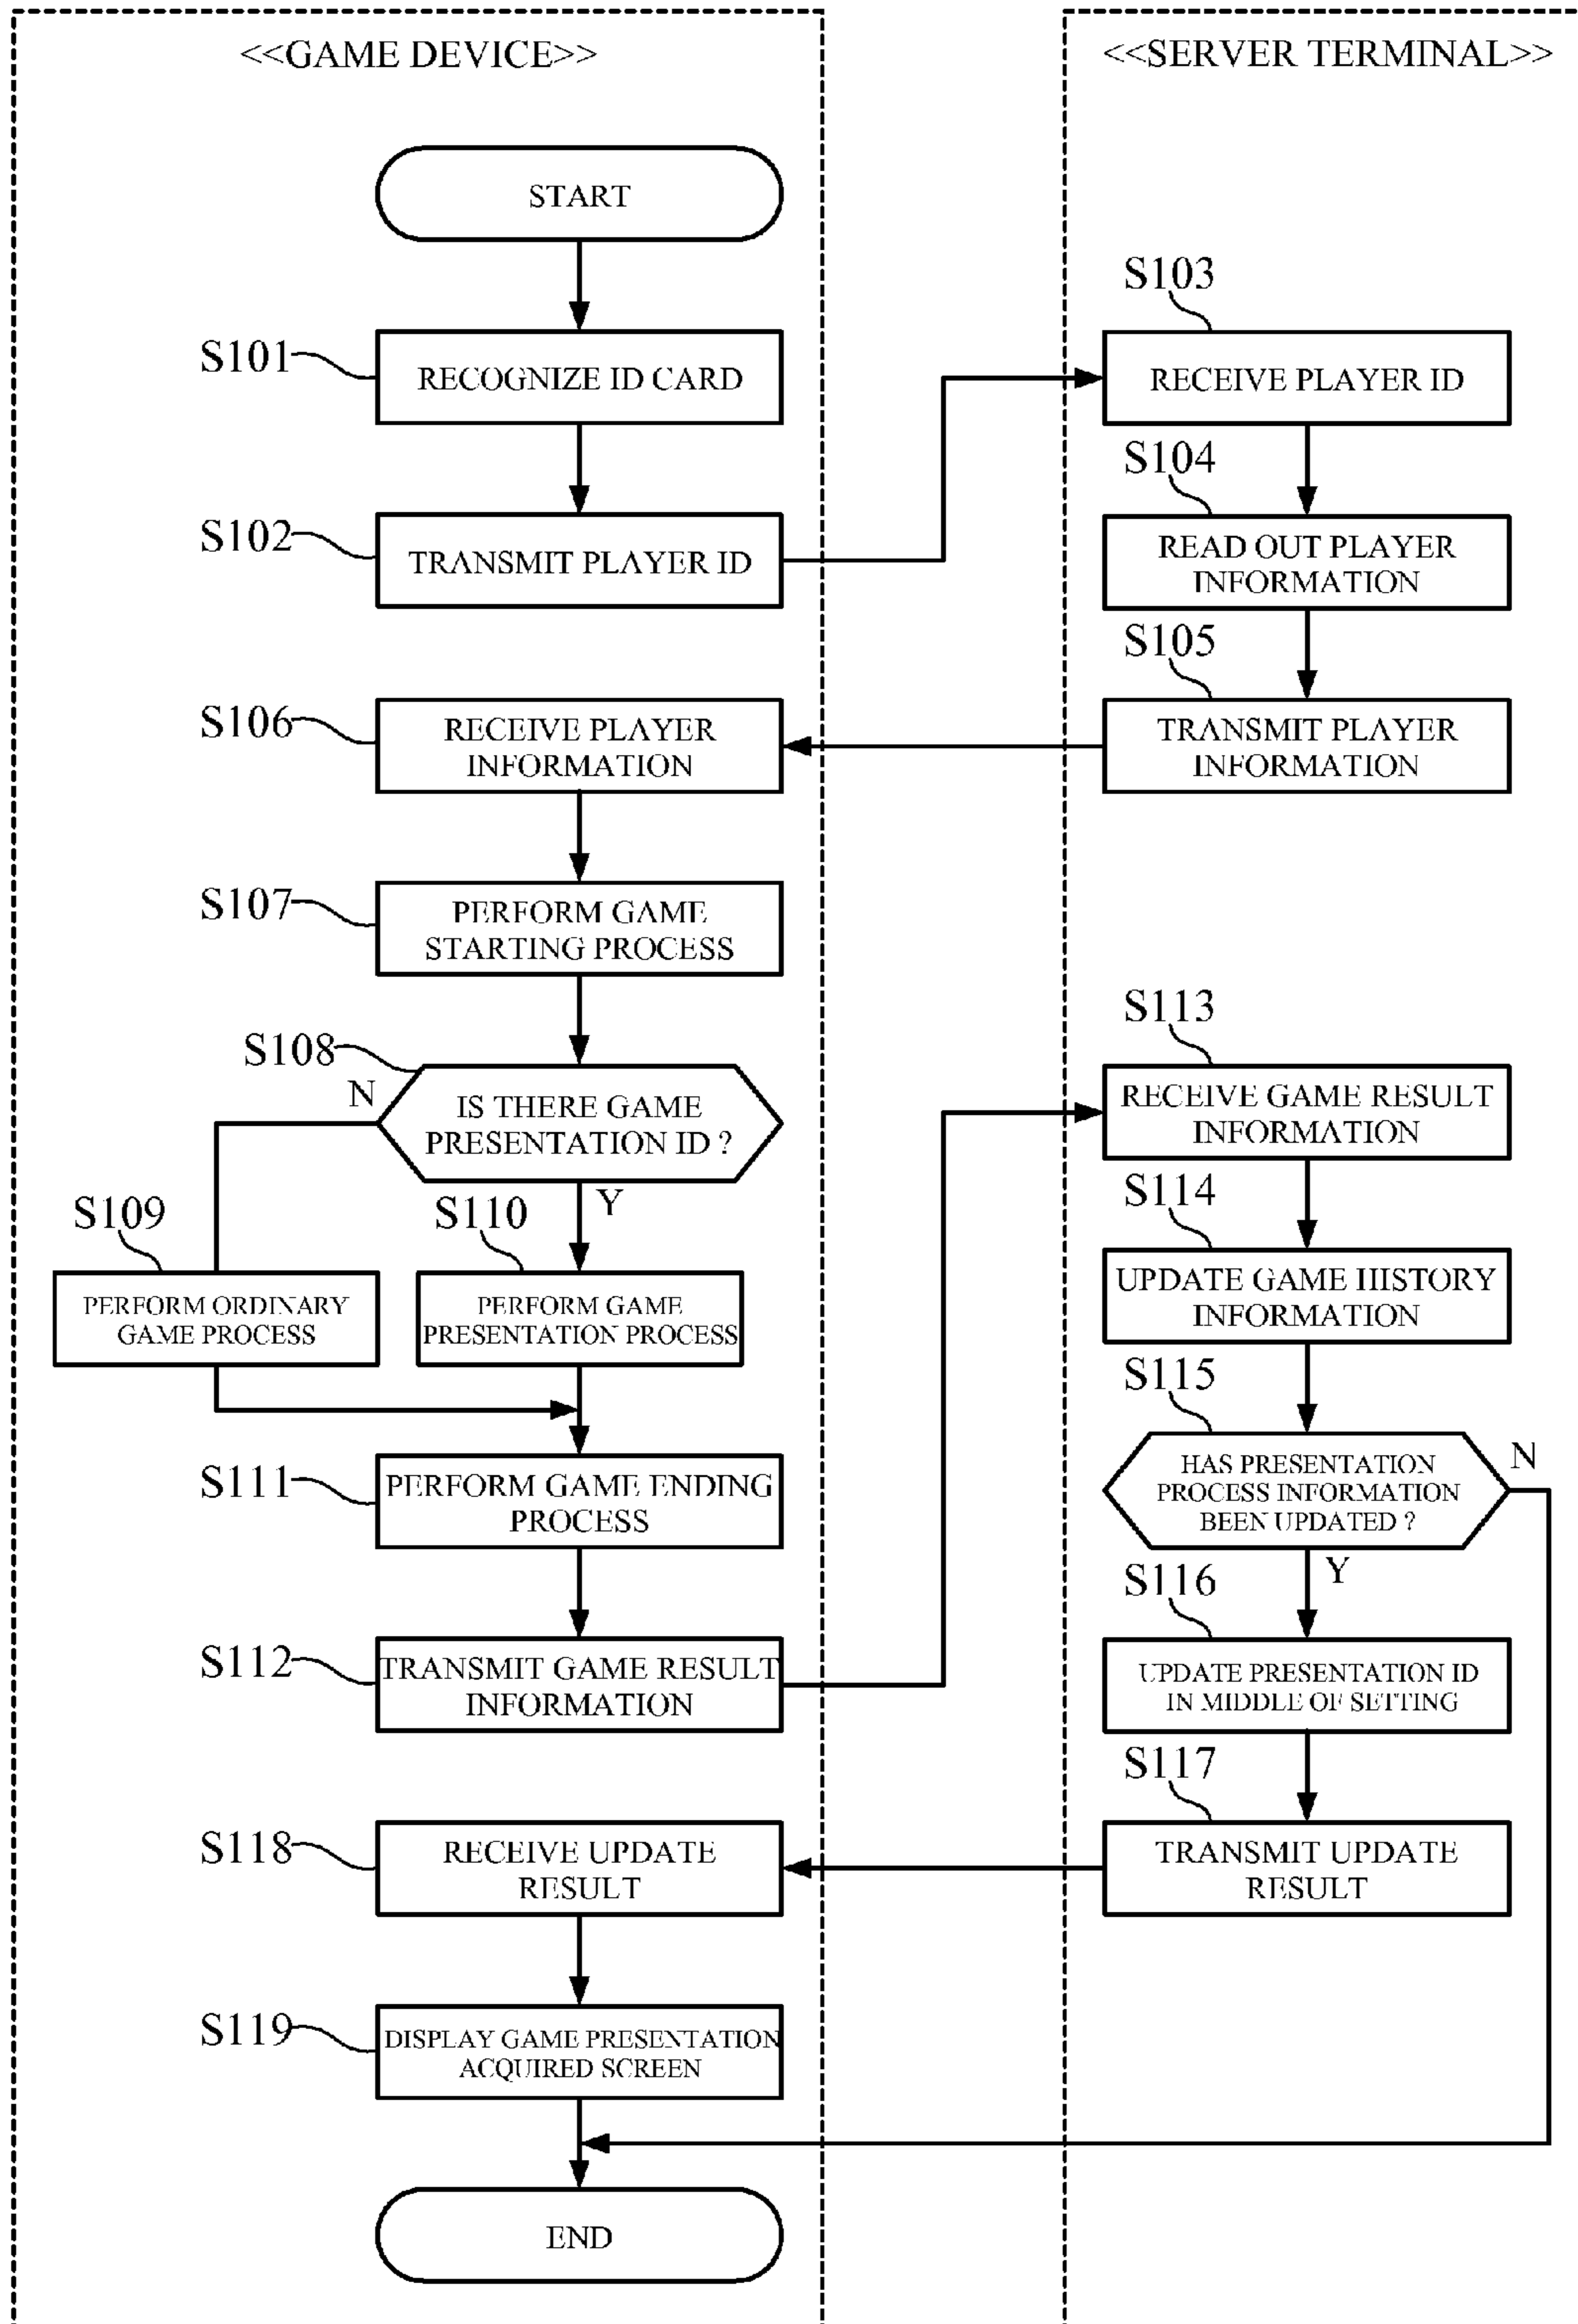 <<GAME DEVICE>>
START
S101
RECOGNIZE ID CARD
S102
TRANSMIT PLAYER ID
S106
RECEIVE PLAYER
INFORMATION
S107
PERFORM GAME
STARTING PROCESS
S108
N
IS THERE GAME
PRESENTATION ID ?
Y
S109
PERFORM ORDINARY
GAME PROCESS
S110
PERFORM GAME
PRESENTATION PROCESS
S111
PERFORM GAME ENDING
PROCESS
S112
TRANSMIT GAME RESULT
INFORMATION
S118
RECEIVE UPDATE
RESULT
S119
DISPLAY GAME PRESENTATION
ACQUIRED SCREEN
END
<<SERVER TERMINAL>>
S103
RECEIVE PLAYER ID
S104
READ OUT PLAYER
INFORMATION
S105
TRANSMIT PLAYER
INFORMATION
S113
RECEIVE GAME RESULT
INFORMATION
S114
UPDATE GAME HISTORY
INFORMATION
S115
HAS PRESENTATION
PROCESS INFORMATION
BEEN UPDATED ?
N
Y
S116
UPDATE PRESENTATION ID
IN MIDDLE OF SETTING
S117
TRANSMIT UPDATE
RESULT